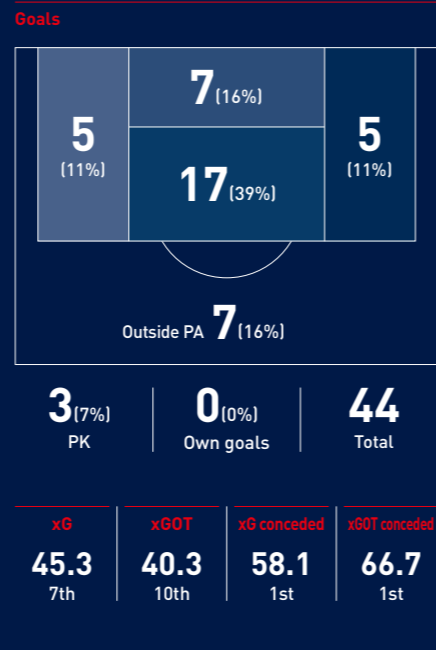 Goals
7(16%)
5
(11%)
5
(11%)
17(39%)
Outside PA 7(16%)
3(7%)
PK
0(0%)
Own goals
44
Total
xG
45.3
7th
xGOT
40.3
10th
xG conceded
58.1
1st
xGOT conceded
66.7
1st